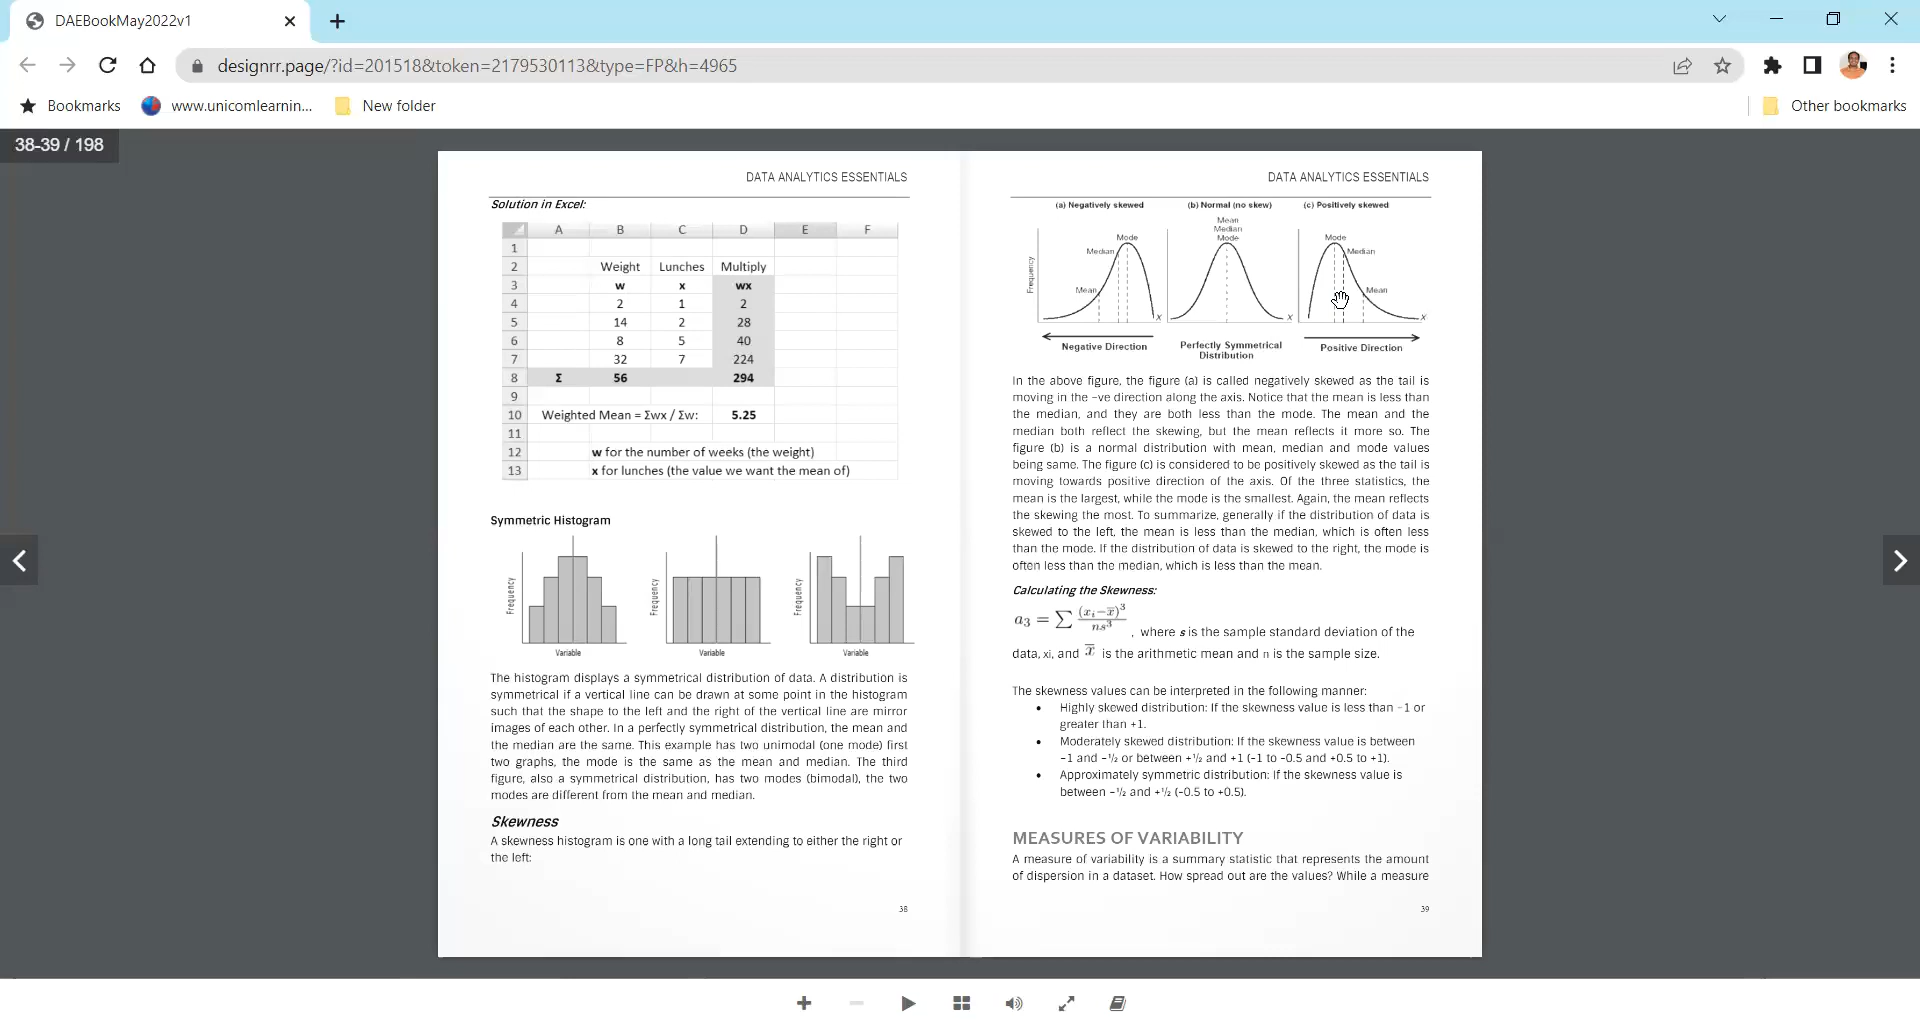 DAEBookMay2022v1
designrr.page/?id=201518&token=2179530113&type=FP&h=4965
Bookmarks
www.unicomlearnin...
New folder
Other bookmarks
38-39 / 198
DATA ANALYTICS ESSENTIALS
Solution in Excel:
A B C D E F
1
2 Weight Lunches Multiply
3 w x wx
4 2 1 2
5 14 2 28
6 8 5 40
7 32 7 224
8 Σ 56 294
9
10 Weighted Mean = Σwx / Σw: 5.25
11
12 w for the number of weeks (the weight)
13 x for lunches (the value we want the mean of)
Symmetric Histogram
Frequency Frequency Frequency
Variable Variable Variable
The histogram displays a symmetrical distribution of data. A distribution is
symmetrical if a vertical line can be drawn at some point in the histogram
such that the shape to the left and the right of the vertical line are mirror
images of each other. In a perfectly symmetrical distribution, the mean and
the median are the same. This example has two unimodal (one mode) first
two graphs, the mode is the same as the mean and median. The third
figure, also a symmetrical distribution, has two modes (bimodal), the two
modes are different from the mean and median.
Skewness
A skewness histogram is one with a long tail extending to either the right or
the left:
38
DATA ANALYTICS ESSENTIALS
(a) Negatively skewed (b) Normal (no skew) (c) Positively skewed
Mean
Median
Mode Mode Mode
Median Median
Mean Mean
Frequency
X X X
Negative Direction Perfectly Symmetrical Positive Direction
Distribution
In the above figure, the figure (a) is called negatively skewed as the tail is
moving in the -ve direction along the axis. Notice that the mean is less than
the median, and they are both less than the mode. The mean and the
median both reflect the skewing, but the mean reflects it more so. The
figure (b) is a normal distribution with mean, median and mode values
being same. The figure (c) is considered to be positively skewed as the tail is
moving towards positive direction of the axis. Of the three statistics, the
mean is the largest, while the mode is the smallest. Again, the mean reflects
the skewing the most. To summarize, generally if the distribution of data is
skewed to the left, the mean is less than the median, which is often less
than the mode. If the distribution of data is skewed to the right, the mode is
often less than the median, which is less than the mean.
Calculating the Skewness:
a₃ = ∑ (xᵢ−x̅)³ / ns³ , where s is the sample standard deviation of the
data, xi, and x̅ is the arithmetic mean and n is the sample size.
The skewness values can be interpreted in the following manner:
• Highly skewed distribution: If the skewness value is less than -1 or
greater than +1.
• Moderately skewed distribution: If the skewness value is between
-1 and -½ or between +½ and +1 (-1 to -0.5 and +0.5 to +1).
• Approximately symmetric distribution: If the skewness value is
between -½ and +½ (-0.5 to +0.5).
MEASURES OF VARIABILITY
A measure of variability is a summary statistic that represents the amount
of dispersion in a dataset. How spread out are the values? While a measure
39